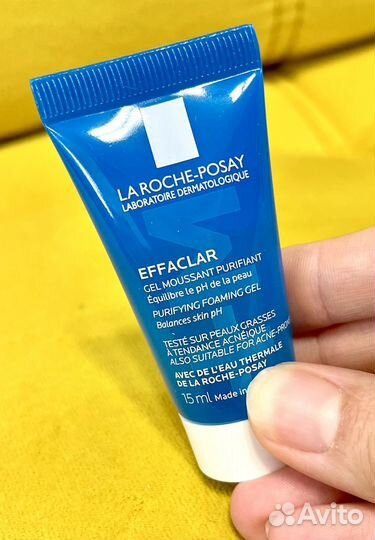 LA ROCHE-POSAY
LABORATOIRE DERMATOLOGIQUE
EFFACLAR
GEL MOUSSANT PURIFIANT
Équilibre le pH de la peau
PURIFYING FOAMING GEL
Balances skin pH
TESTÉ SUR PEAUX GRASSES
À TENDANCE ACNÉIQUE
ALSO SUITABLE FOR ACNE-PRON
AVEC DE L'EAU THERMALE
DE LA ROCHE-POSAY
15 ml Made in
Avito